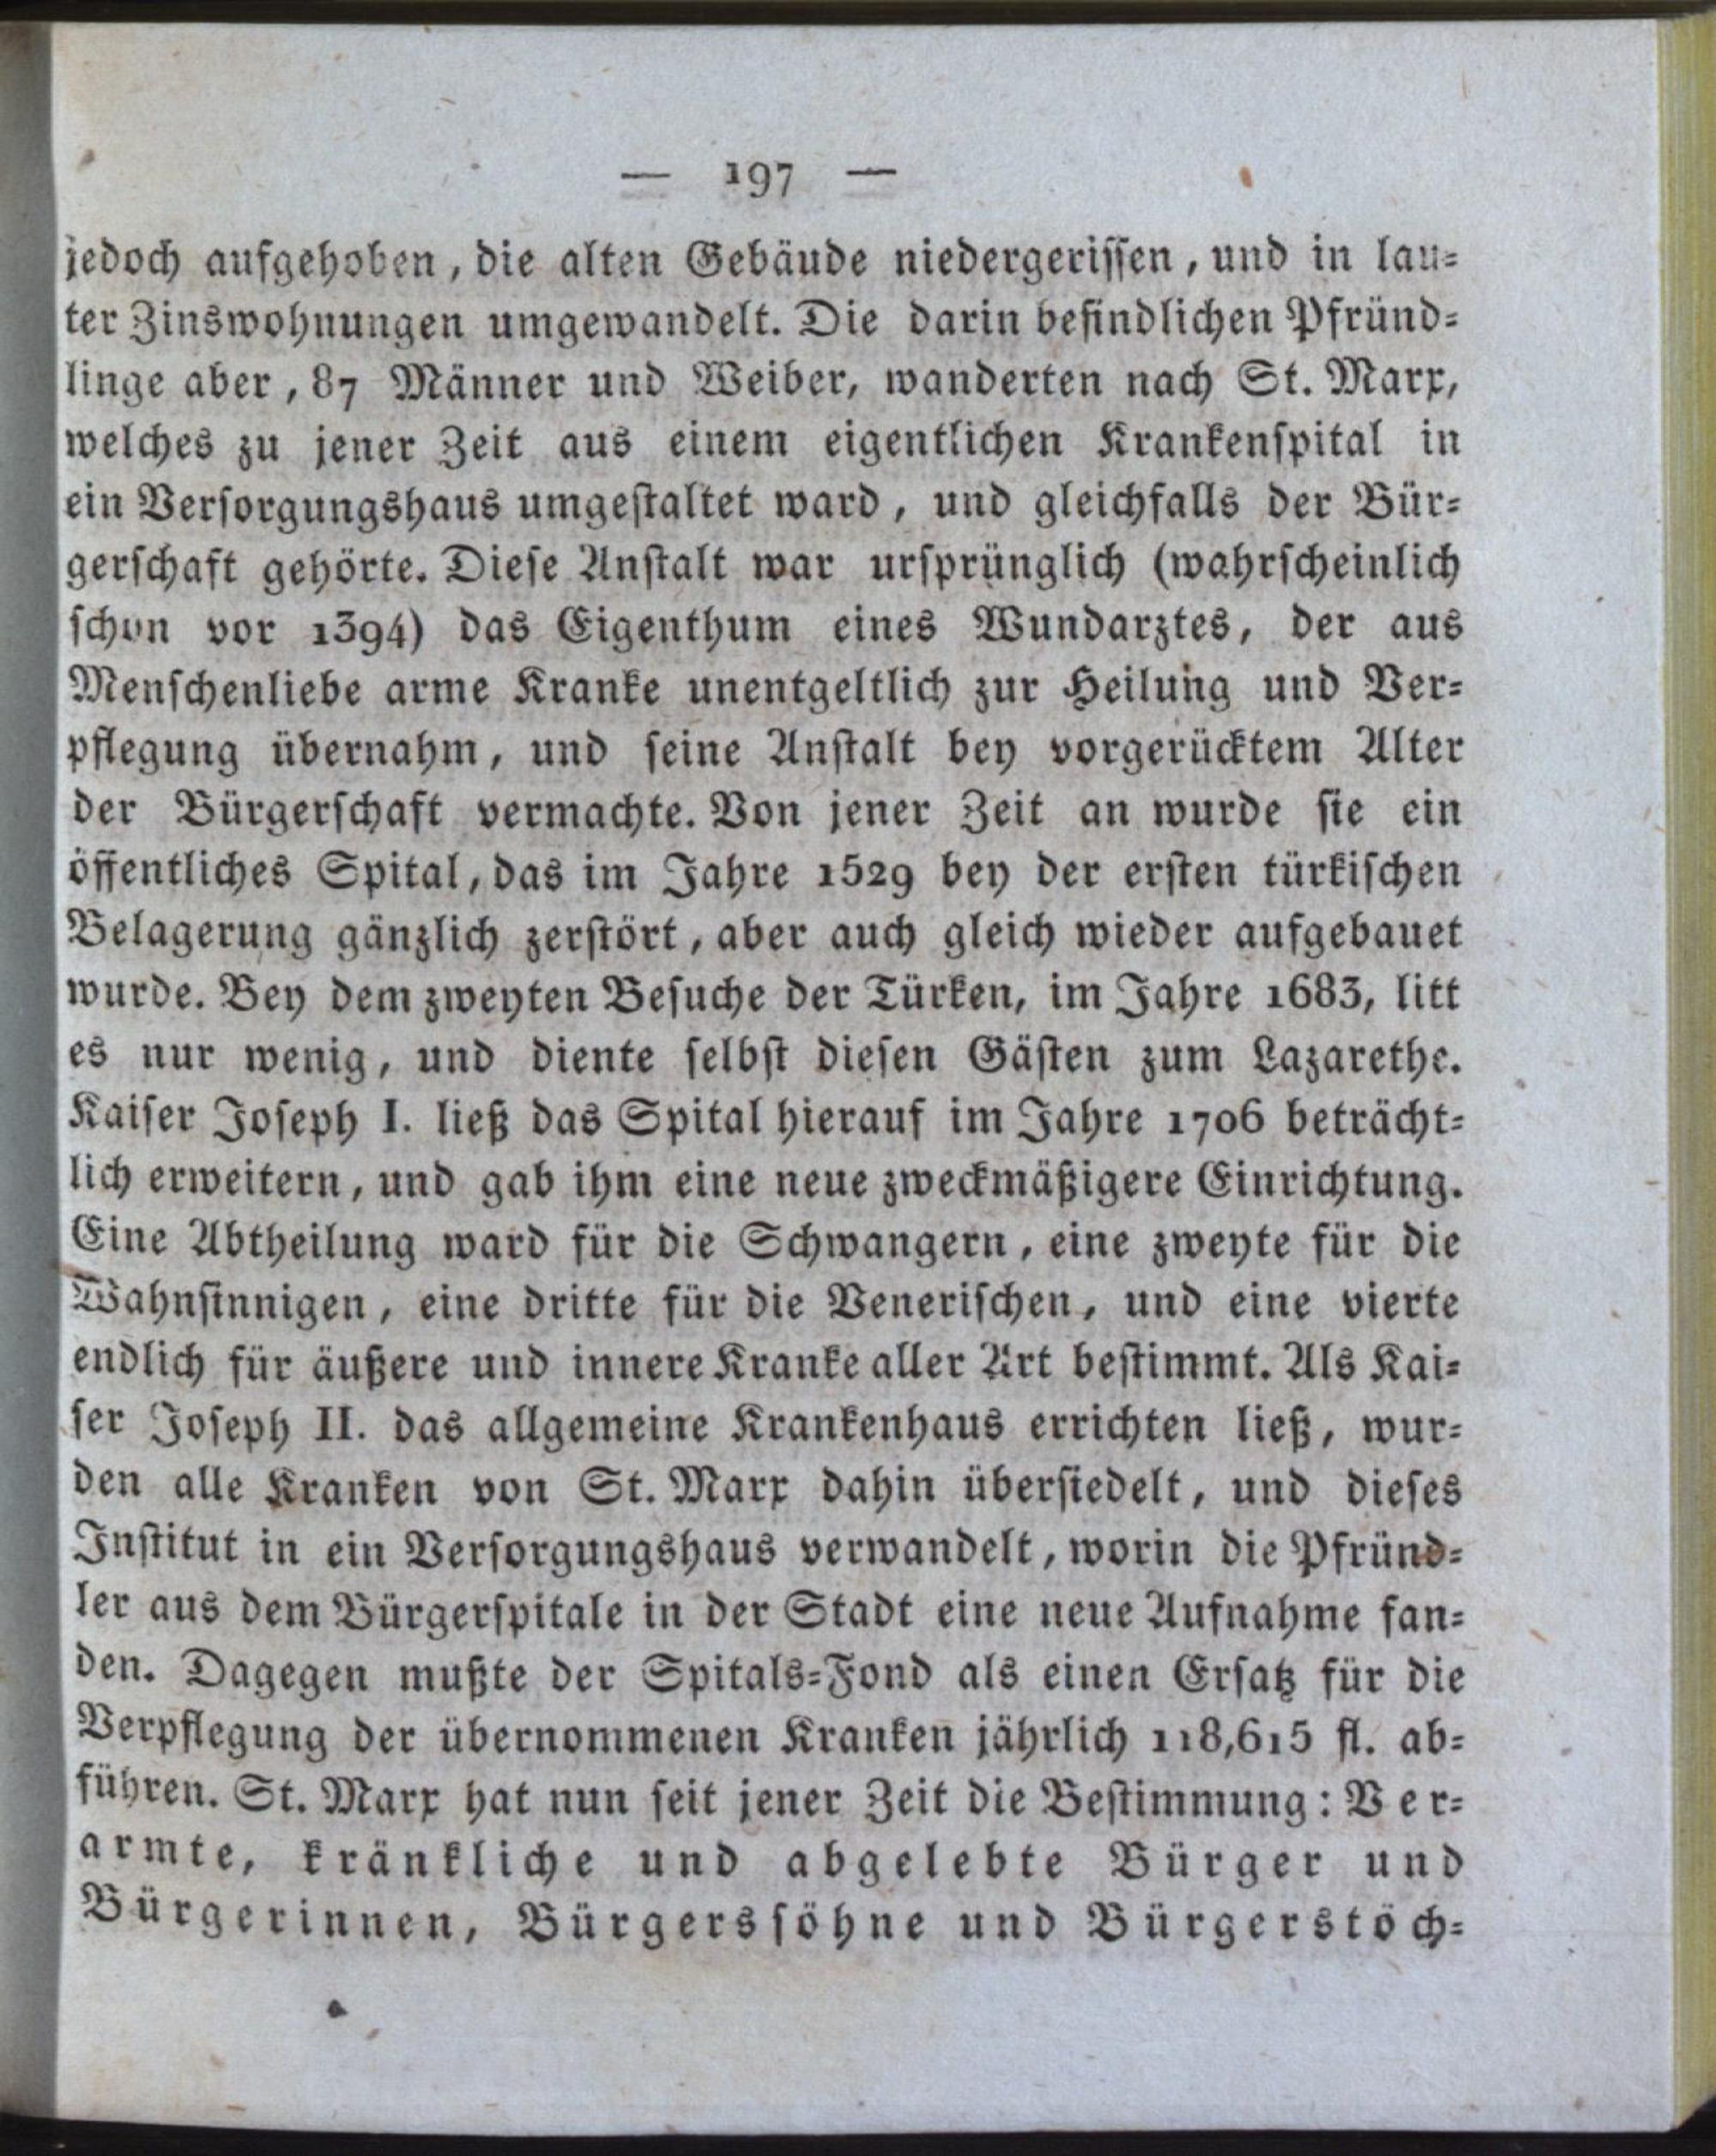 — 197 —
jedoch aufgehoben, die alten Gebäude niedergerissen, und in lau=
ter Zinswohnungen umgewandelt. Die darin befindlichen Pfründ=
linge aber, 87 Männer und Weiber, wanderten nach St. Marx,
welches zu jener Zeit aus einem eigentlichen Krankenspital in
ein Versorgungshaus umgestaltet ward, und gleichfalls der Bür=
gerschaft gehörte. Diese Anstalt war ursprünglich (wahrscheinlich
schon vor 1394) das Eigenthum eines Wundarztes, der aus
Menschenliebe arme Kranke unentgeltlich zur Heilung und Ver=
pflegung übernahm, und seine Anstalt bey vorgerücktem Alter
der Bürgerschaft vermachte. Von jener Zeit an wurde sie ein
öffentliches Spital, das im Jahre 1529 bey der ersten türkischen
Belagerung gänzlich zerstört, aber auch gleich wieder aufgebauet
wurde. Bey dem zweyten Besuche der Türken, im Jahre 1683, litt
es nur wenig, und diente selbst diesen Gästen zum Lazarethe.
Kaiser Joseph I. ließ das Spital hierauf im Jahre 1706 beträcht=
lich erweitern, und gab ihm eine neue zweckmäßigere Einrichtung.
Eine Abtheilung ward für die Schwangern, eine zweyte für die
Wahnsinnigen, eine dritte für die Venerischen, und eine vierte
endlich für äußere und innere Kranke aller Art bestimmt. Als Kai=
ser Joseph II. das allgemeine Krankenhaus errichten ließ, wur=
den alle Kranken von St. Marx dahin übersiedelt, und dieses
Institut in ein Versorgungshaus verwandelt, worin die Pfründ=
ler aus dem Bürgerspitale in der Stadt eine neue Aufnahme fan=
den. Dagegen mußte der Spitals=Fond als einen Ersatz für die
Verpflegung der übernommenen Kranken jährlich 118,615 fl. ab=
führen. St. Marx hat nun seit jener Zeit die Bestimmung: Ver=
armte, kränkliche und abgelebte Bürger und
Bürgerinnen, Bürgerssöhne und Bürgerstöch=